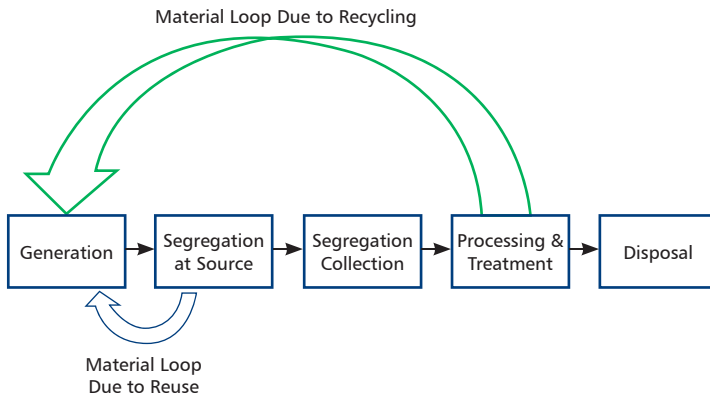 Material Loop Due to Recycling
Generation
Segregation
at Source
Segregation
Collection
Processing &
Treatment
Disposal
Material Loop
Due to Reuse